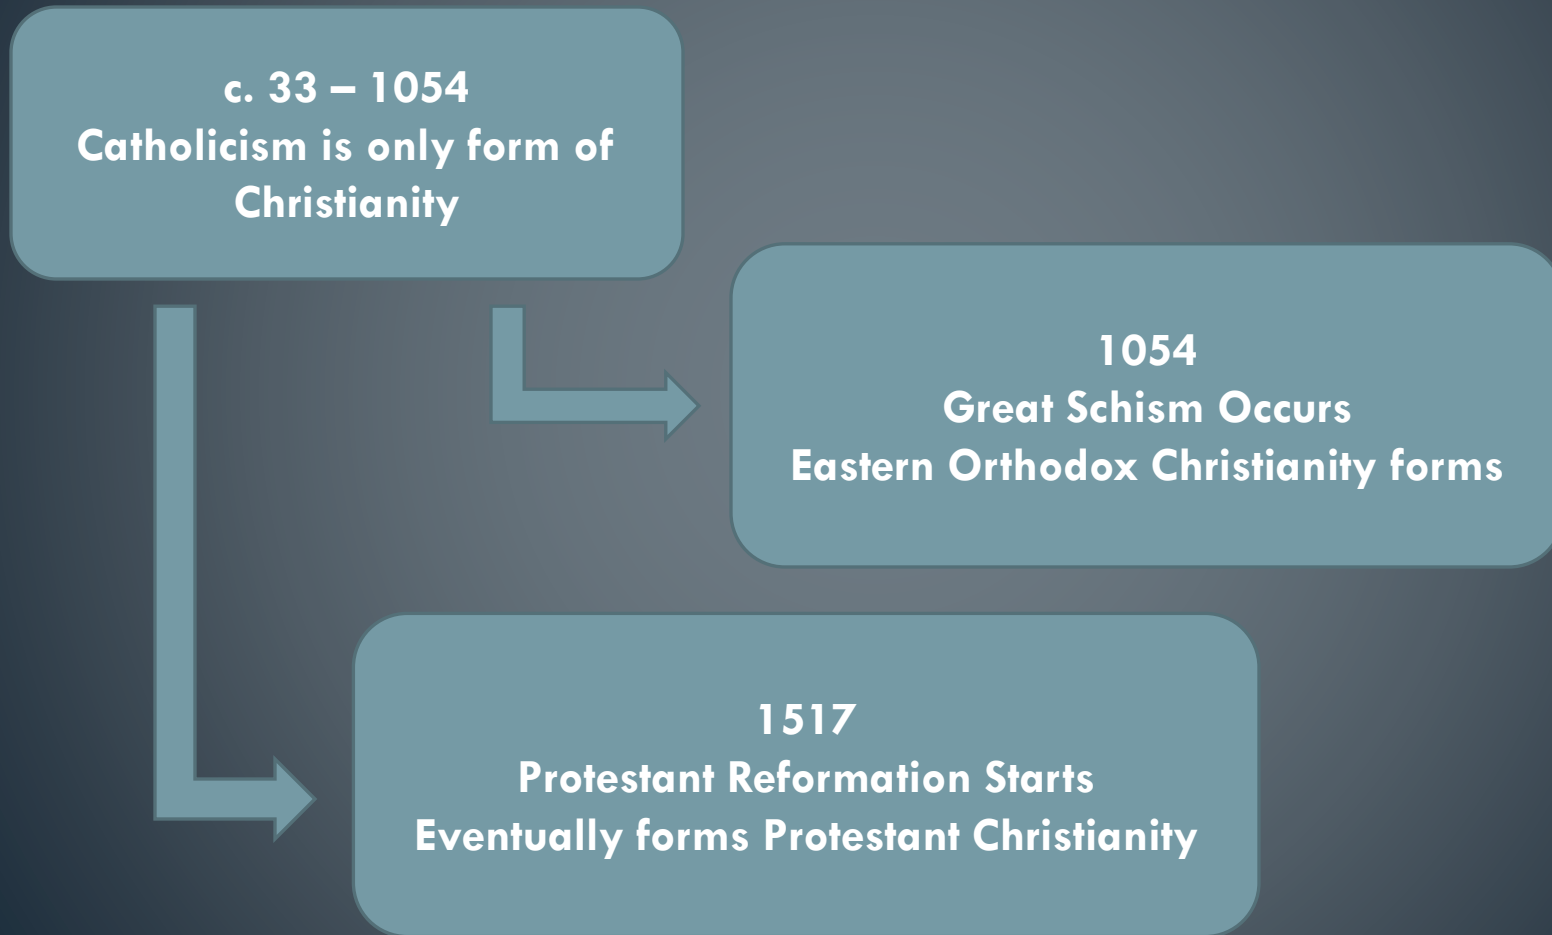 c. 33 – 1054
Catholicism is only form of
Christianity
1054
Great Schism Occurs
Eastern Orthodox Christianity forms
1517
Protestant Reformation Starts
Eventually forms Protestant Christianity